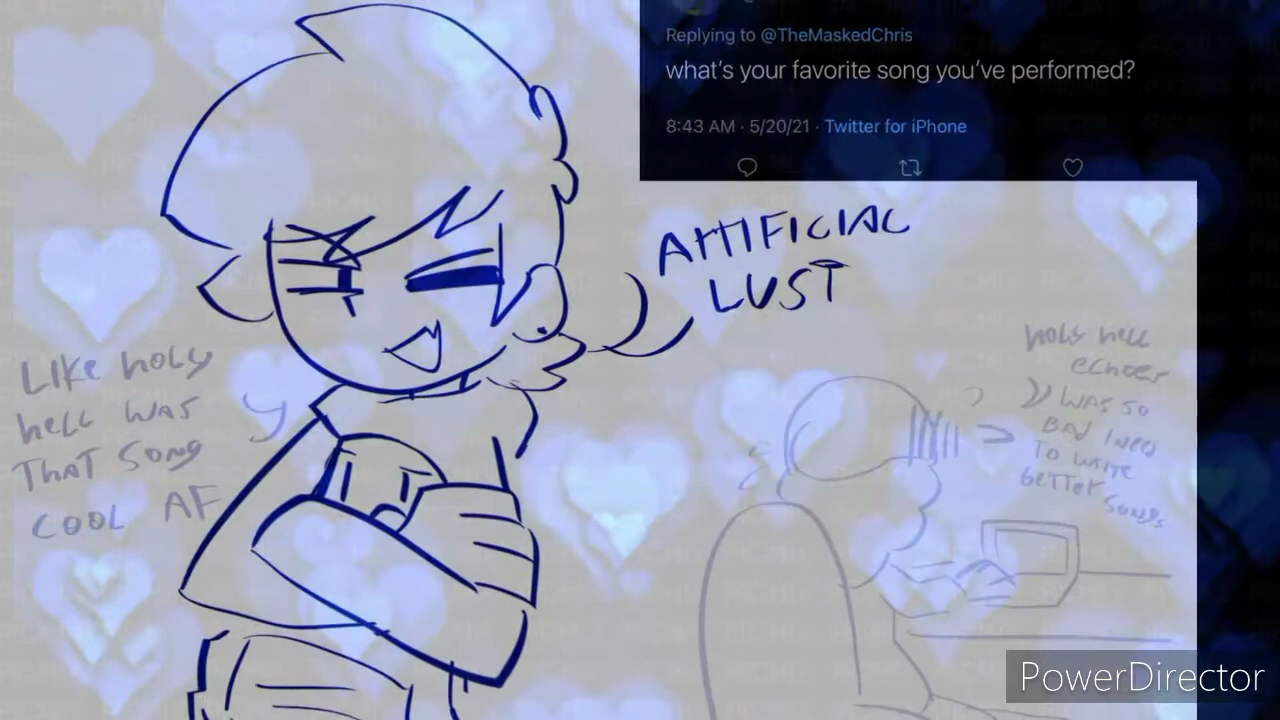 Replying to @TheMaskedChris
what's your favorite song you've performed?
8:43 AM · 5/20/21 · Twitter for iPhone
ARTIFICIAL
LUST
LIKE HOLY
HELL WAS
THAT SONG
COOL AF
HOLY HELL
ECHOES
WAS SO
BAD I NEED
TO WRITE
BETTER SONGS
PowerDirector